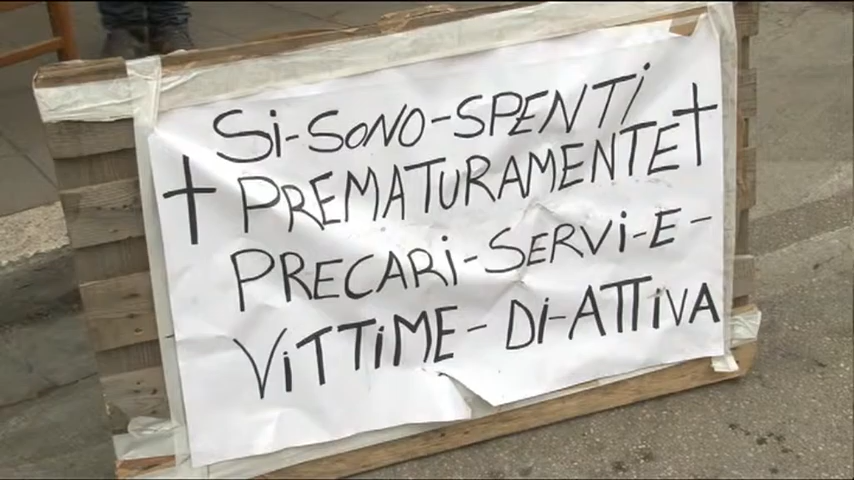 Si-SONO-SPENTi
† PREMATURAMENTE †
PRECARi-SERVi-E-
ViTTiME-Di-ATTiVA